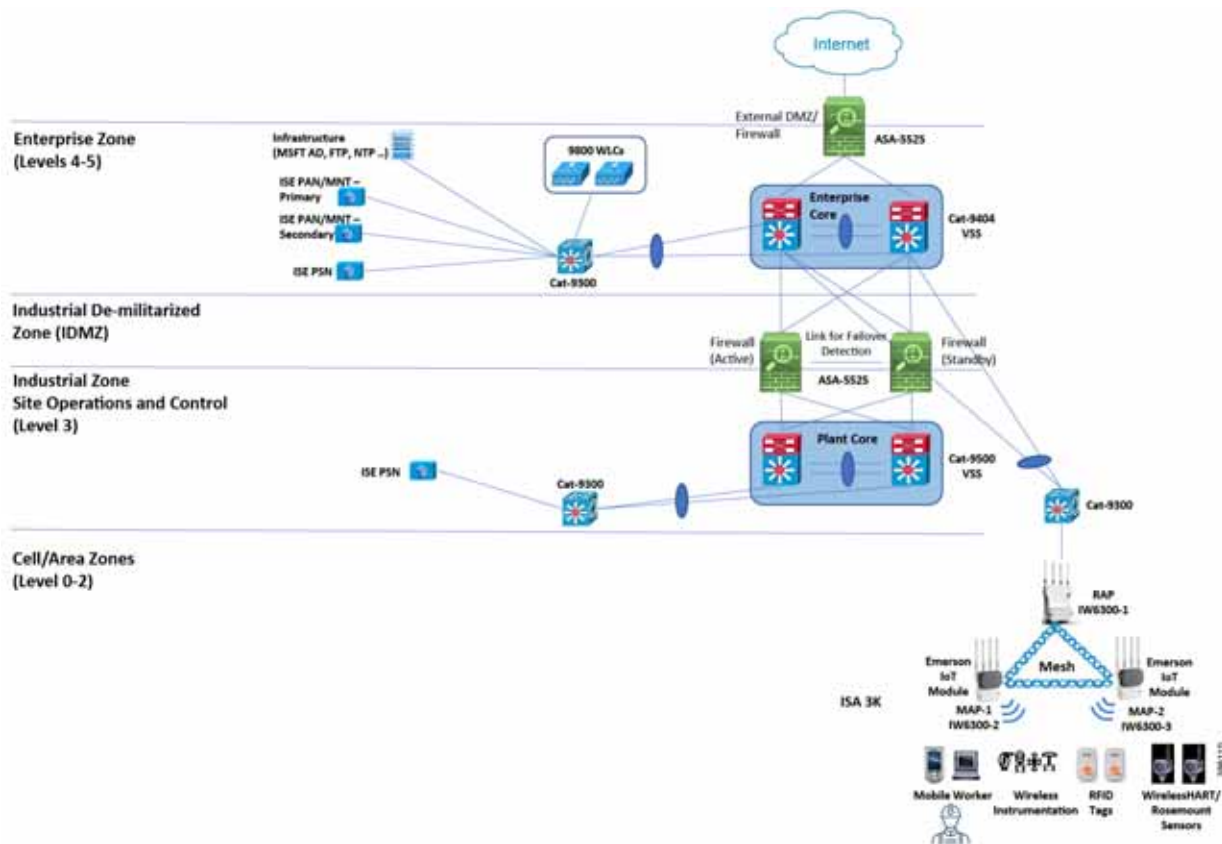 Internet
External DMZ/
Firewall
ASA-5525
Enterprise Zone
(Levels 4-5)
Infrastructure
(MSFT AD, FTP, NTP ..)
9800 WLCs
ISE PAN/MNT –
Primary
ISE PAN/MNT –
Secondary
ISE PSN
Cat-9300
Enterprise
Core
Cat-9404
VSS
Industrial De-militarized
Zone (IDMZ)
Firewall
(Active)
Link for Failover
Detection
Firewall
(Standby)
ASA-5525
Industrial Zone
Site Operations and Control
(Level 3)
Plant Core
Cat-9500
VSS
ISE PSN
Cat-9300
Cat-9300
Cell/Area Zones
(Level 0-2)
RAP
IW6300-1
Emerson
IoT
Module
Mesh
Emerson
IoT
Module
ISA 3K
MAP-1
IW6300-2
MAP-2
IW6300-3
Mobile Worker
Wireless
Instrumentation
RFID
Tags
WirelessHART/
Rosemount
Sensors